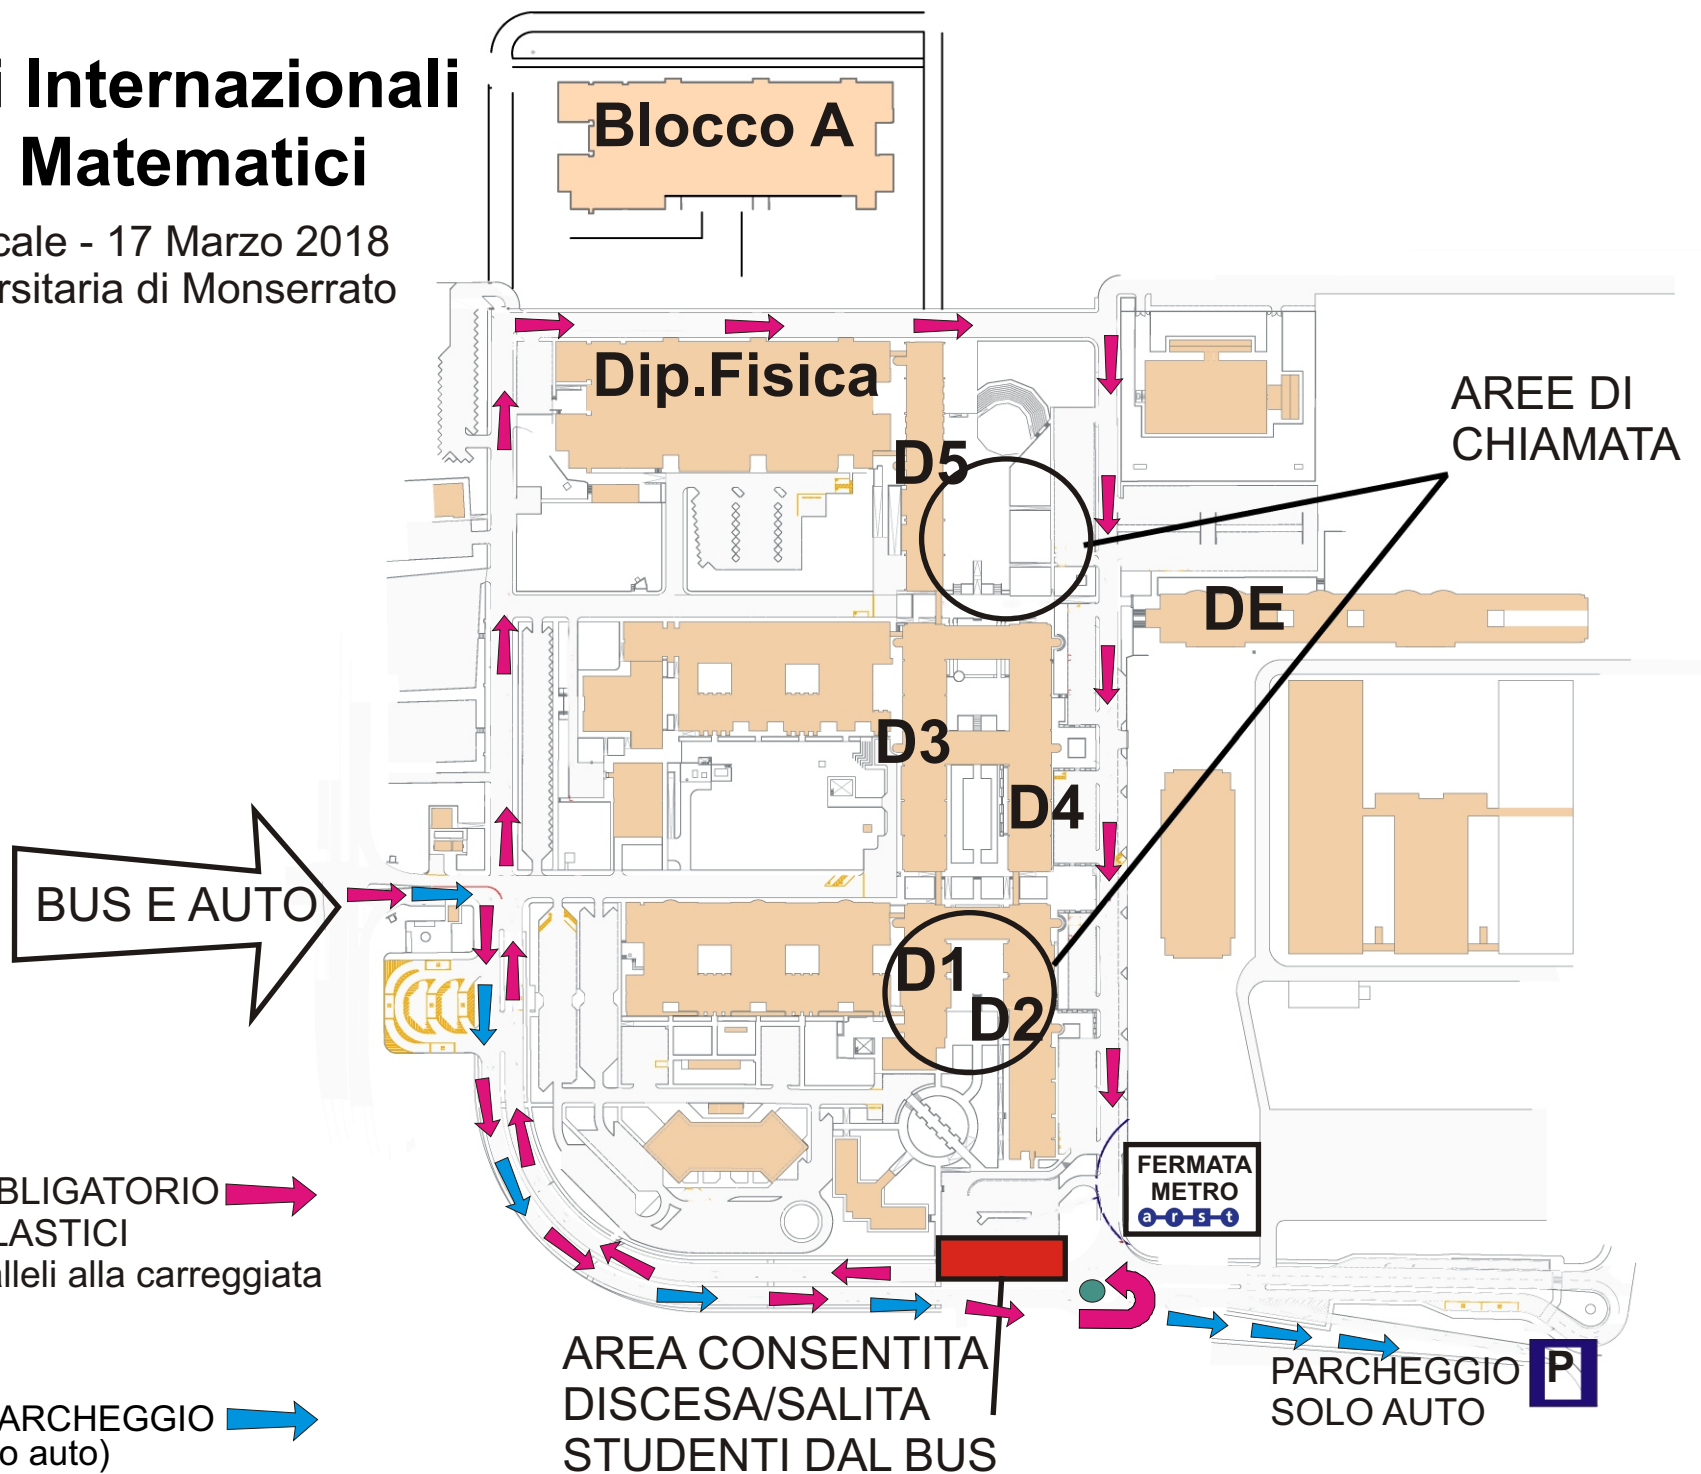 i Internazionali
Matematici
cale - 17 Marzo 2018
rsitaria di Monserrato
Blocco A
Dip.Fisica
D5
AREE DI
CHIAMATA
DE
D3
D4
BUS E AUTO
D1
D2
FERMATA
METRO
a-r-s-t
BLIGATORIO
LASTICI
alleli alla carreggiata
AREA CONSENTITA
DISCESA/SALITA
STUDENTI DAL BUS
PARCHEGGIO
SOLO AUTO
P
ARCHEGGIO
o auto)